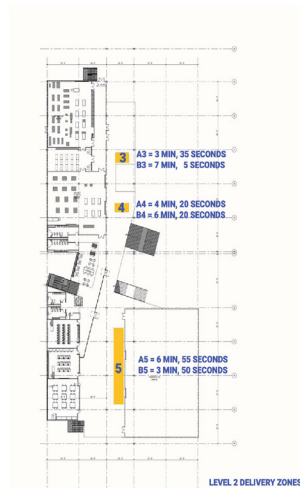 3
A3 = 3 MIN, 35 SECONDS
B3 = 7 MIN,   5 SECONDS
4
A4 = 4 MIN, 20 SECONDS
B4 = 6 MIN, 20 SECONDS
5
A5 = 6 MIN, 55 SECONDS
B5 = 3 MIN, 50 SECONDS
LEVEL 2 DELIVERY ZONES